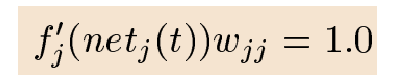 f′_j(net_j(t))w_{jj} = 1.0